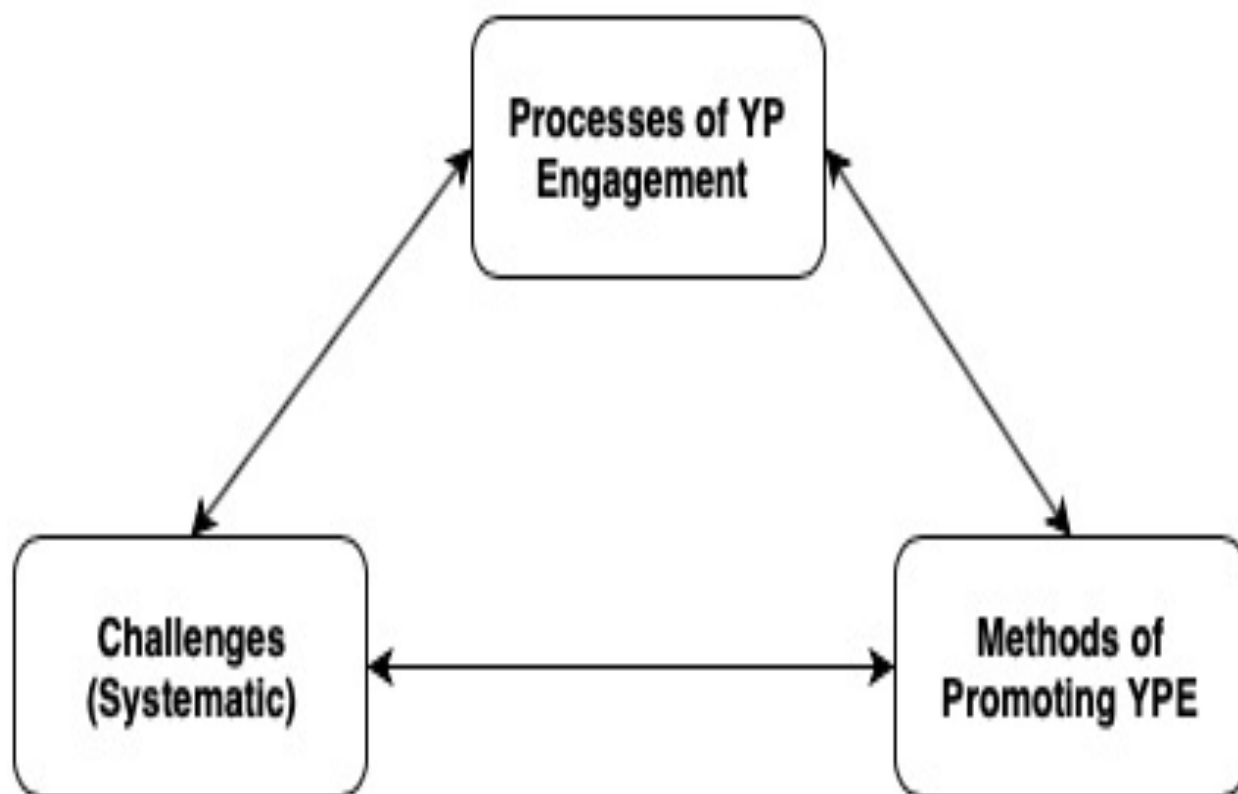 Processes of YP
Engagement
Challenges
(Systematic)
Methods of
Promoting YPE